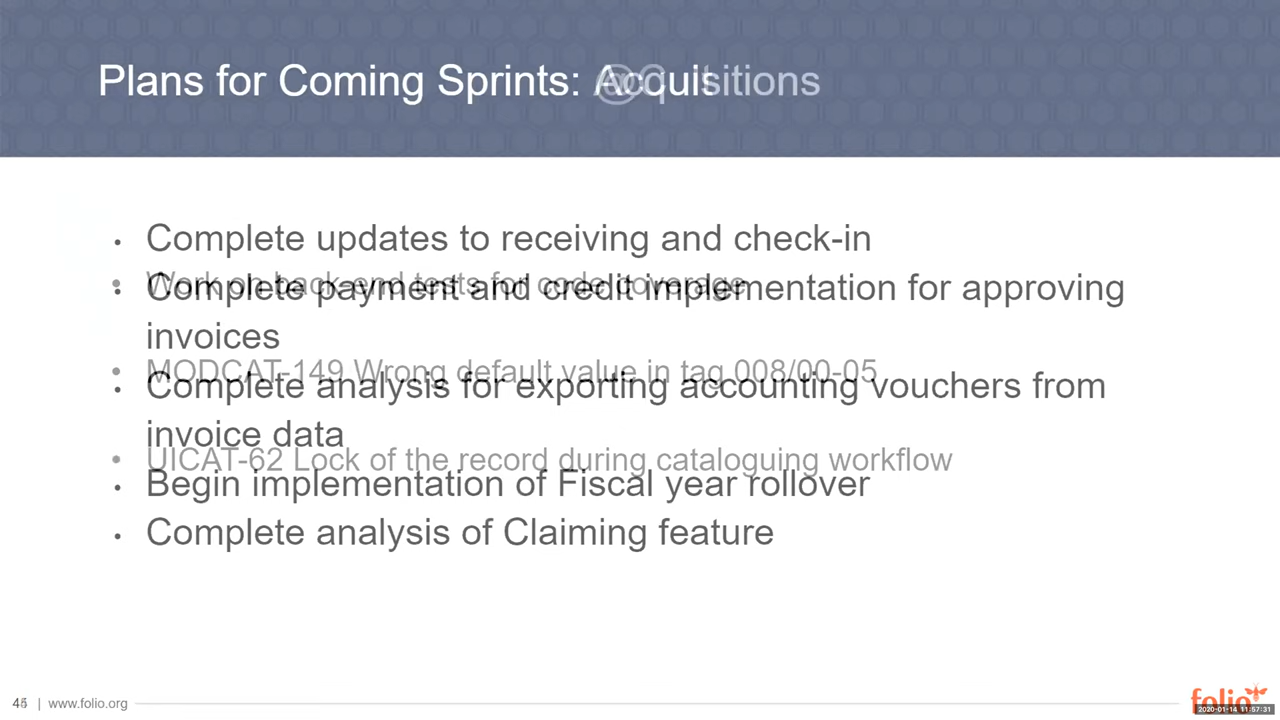 Plans for Coming Sprints: Acquisitions
• Complete updates to receiving and check-in
• Work on back-end tests for code coverage
• Complete payment and credit implementation for approving
invoices
• MODCAT-149 Wrong default value in tag 008/00-05
• Complete analysis for exporting accounting vouchers from
invoice data
• UICAT-62 Lock of the record during cataloguing workflow
• Begin implementation of Fiscal year rollover
• Complete analysis of Claiming feature
| www.folio.org
folio
2020-01-14 11:57:31